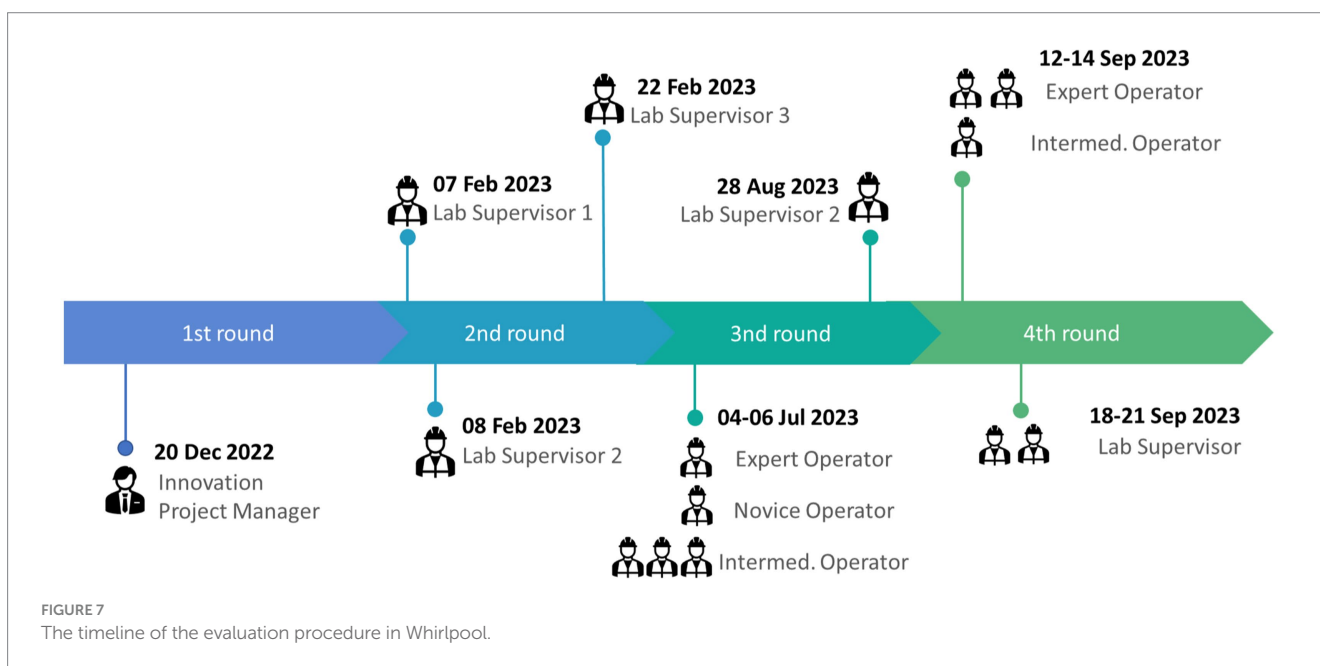 12-14 Sep 2023
Expert Operator
Intermed. Operator
22 Feb 2023
Lab Supervisor 3
07 Feb 2023
Lab Supervisor 1
28 Aug 2023
Lab Supervisor 2
1st round
2nd round
3nd round
4th round
20 Dec 2022
Innovation
Project Manager
08 Feb 2023
Lab Supervisor 2
04-06 Jul 2023
Expert Operator
Novice Operator
Intermed. Operator
18-21 Sep 2023
Lab Supervisor
FIGURE 7
The timeline of the evaluation procedure in Whirlpool.